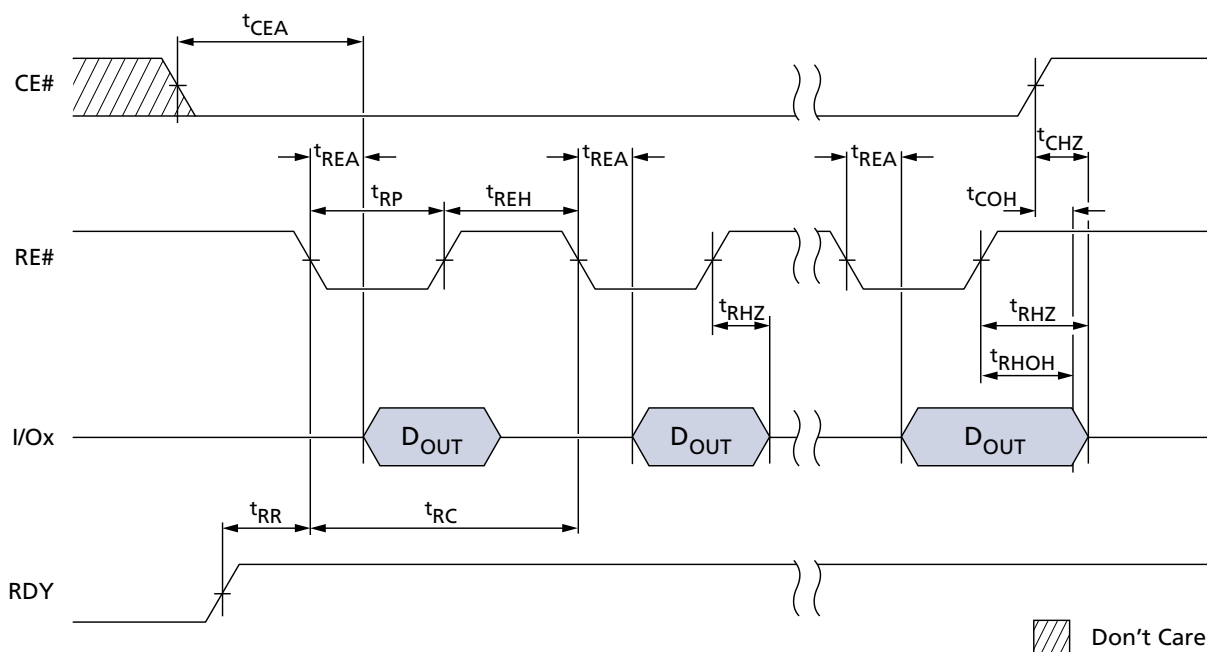 tCEA
CE#
tCHZ
tREA
tREA
tREA
tRP
tREH
tCOH
RE#
tRHZ
tRHZ
tRHOH
I/Ox
DOUT
DOUT
DOUT
tRR
tRC
RDY
Don't Care